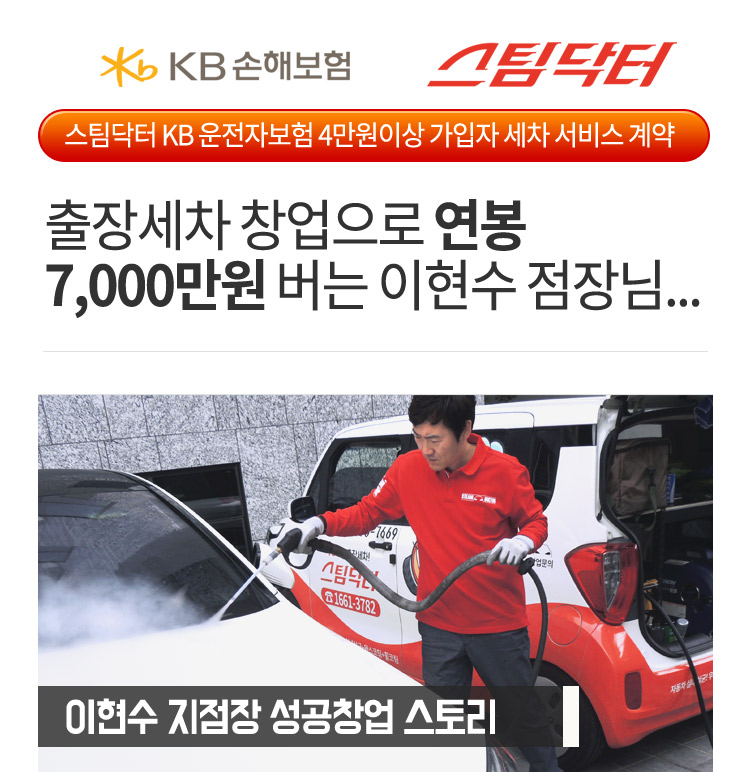 KB 손해보험
스팀닥터
스팀닥터 KB 운전자보험 4만원이상 가입자 세차 서비스 계약
출장세차 창업으로 연봉
7,000만원 버는 이현수 점장님...
스팀닥터
☎1661-3782
이현수 지점장 성공창업 스토리